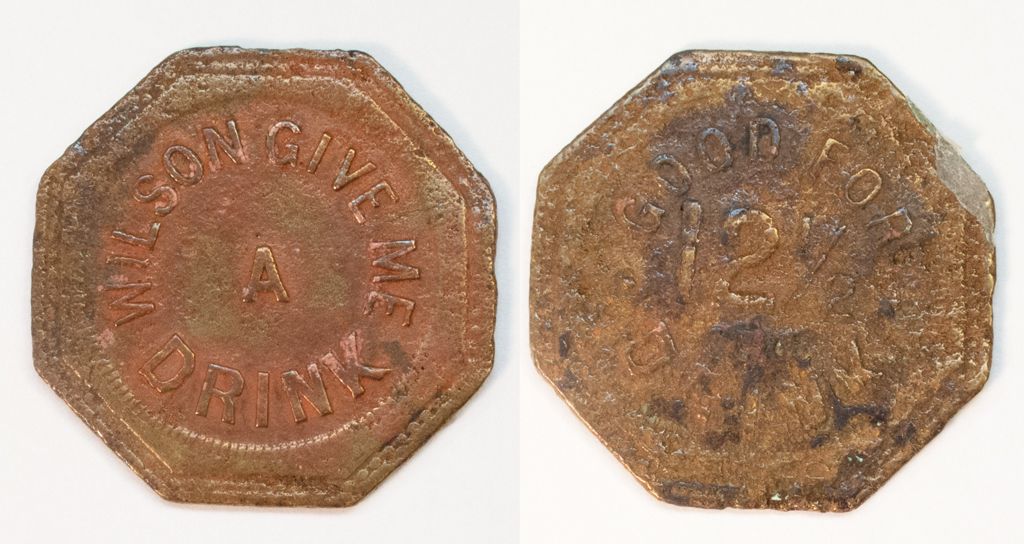 WILSON GIVE ME
A
DRINK
GOOD FOR
12½